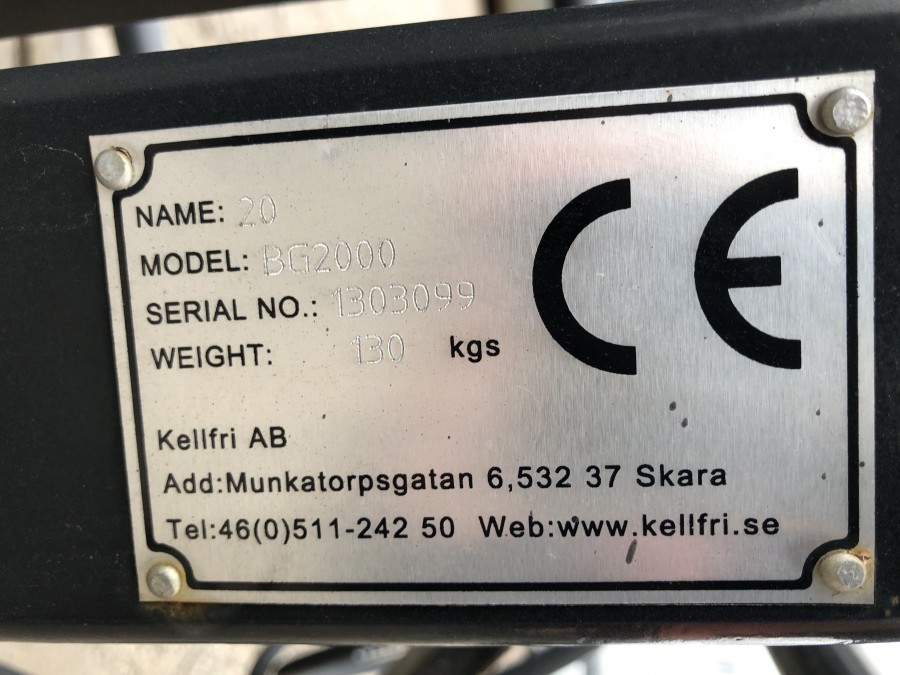 NAME: 20
MODEL: BG2000
SERIAL NO.: 1303099
WEIGHT: 130 kgs
CE
Kellfri AB
Add:Munkatorpsgatan 6,532 37 Skara
Tel:46(0)511-242 50 Web:www.kellfri.se